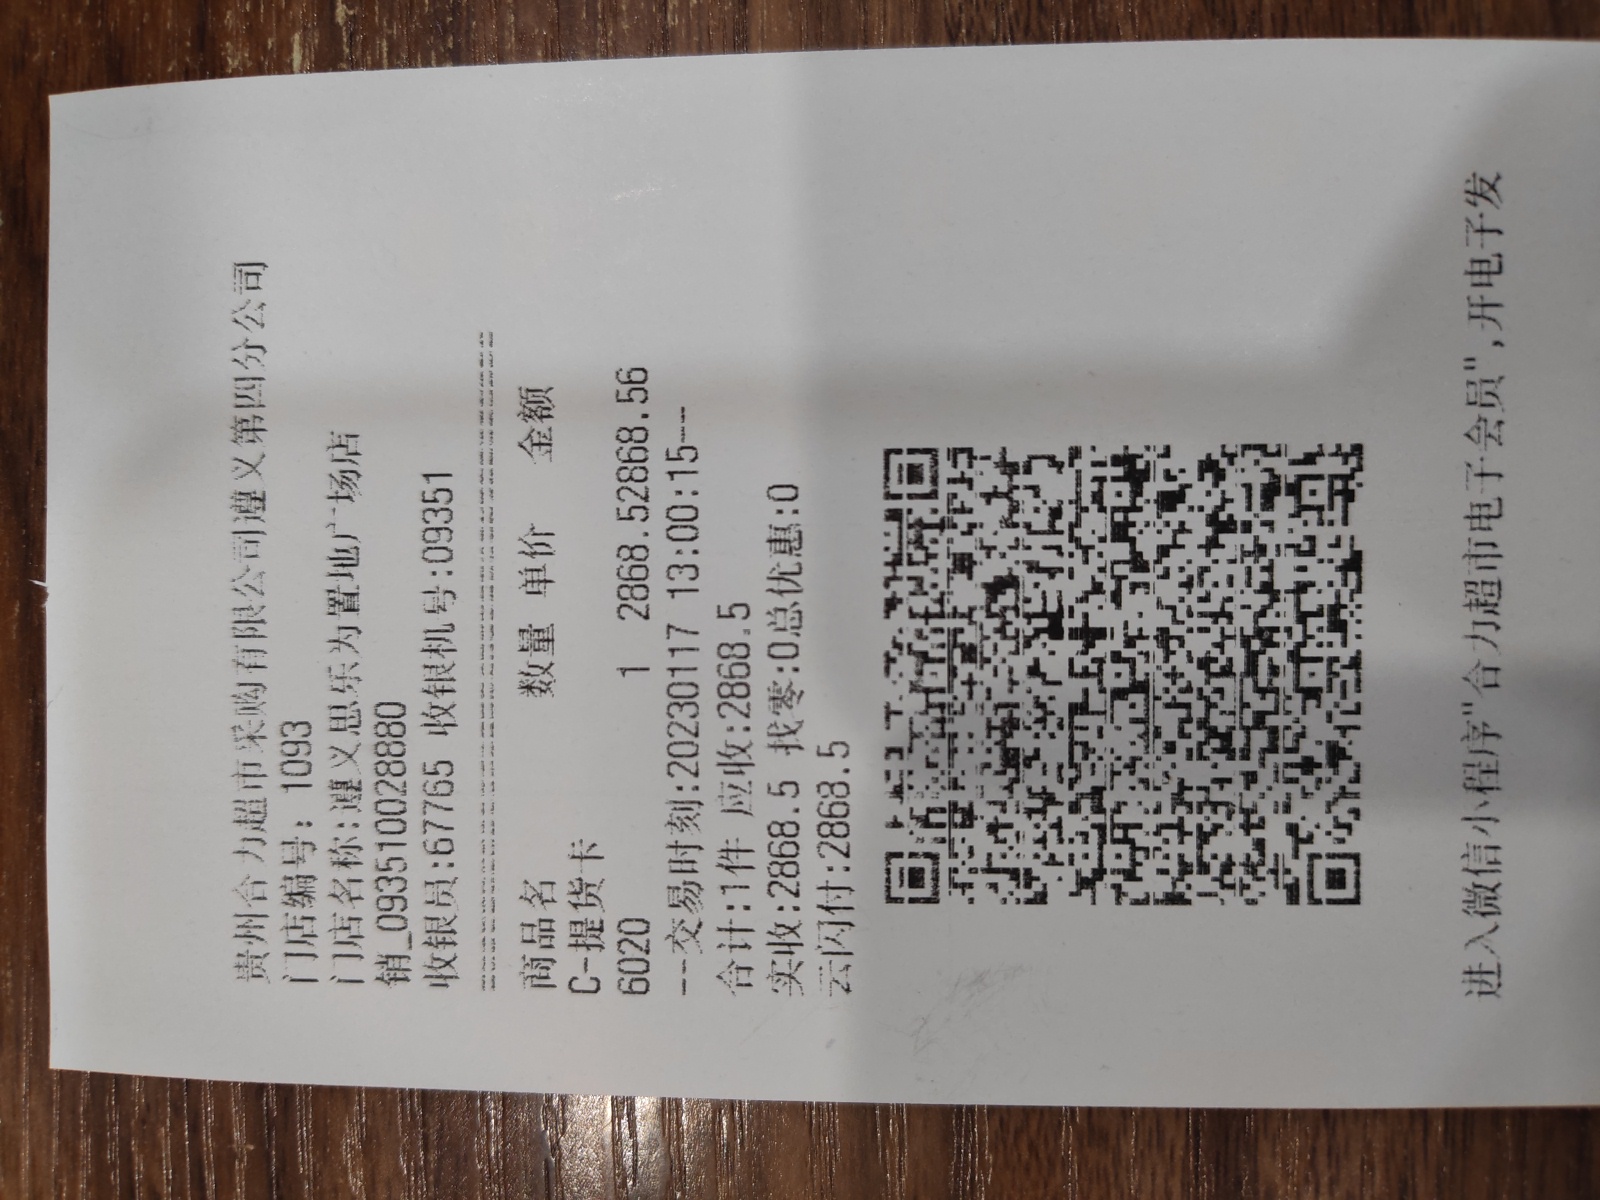 贵州合力超市采购有限公司遵义第四分公司
门店编号: 1093
门店名称:遵义思乐为置地广场店
销_093510028880
收银员:67765 收银机号:09351
========================================
商品名 数量 单价 金额
C-提货卡
6020 1 2868.52868.56
--交易时刻:20230117 13:00:15---
合计:1件 应收:2868.5
实收:2868.5 找零:0总优惠:0
云闪付:2868.5
进入微信小程序"合力超市电子会员",开电子发